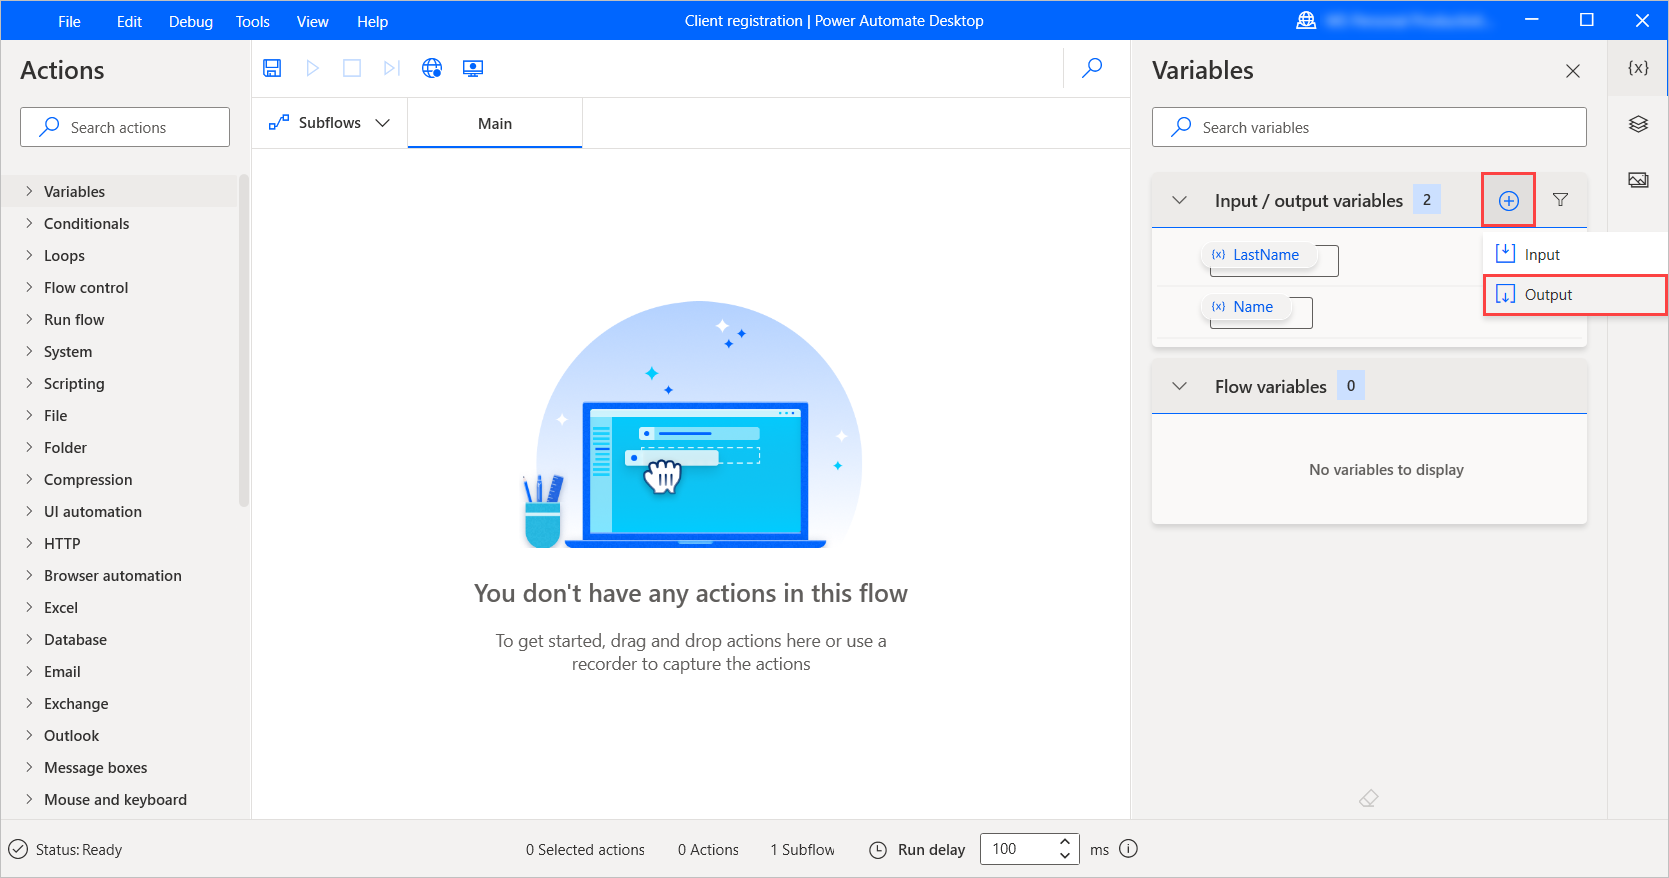 File Edit Debug Tools View Help
Client registration | Power Automate Desktop
Actions
Search actions
Variables
Conditionals
Loops
Flow control
Run flow
System
Scripting
File
Folder
Compression
UI automation
HTTP
Browser automation
Excel
Database
Email
Exchange
Outlook
Message boxes
Mouse and keyboard
Subflows
Main
You don't have any actions in this flow
To get started, drag and drop actions here or use a
recorder to capture the actions
Variables
{x}
Search variables
Input / output variables 2
{x} LastName
{x} Name
Input
Output
Flow variables 0
No variables to display
Status: Ready
0 Selected actions
0 Actions
1 Subflow
Run delay 100 ms